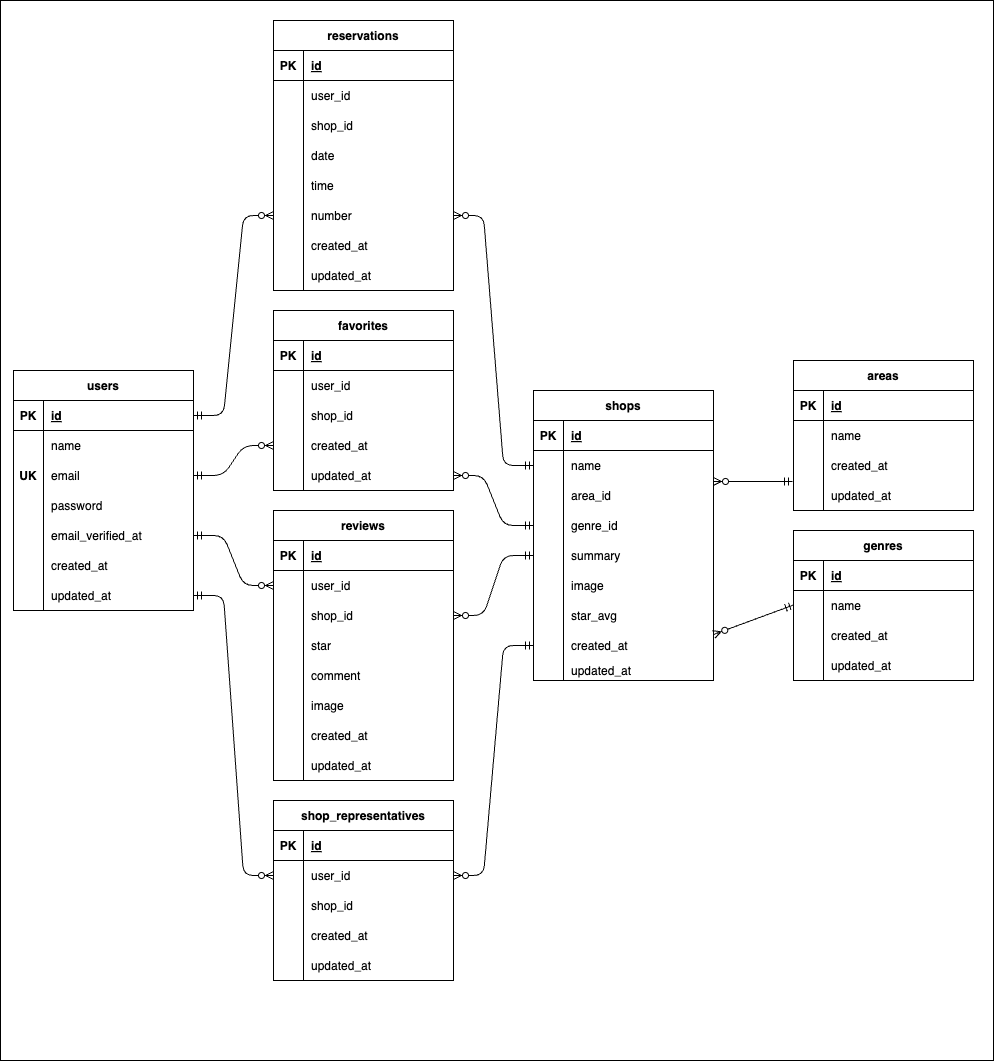 reservations
PK id
user_id
shop_id
date
time
number
created_at
updated_at
favorites
PK id
user_id
shop_id
created_at
updated_at
users
PK id
name
UK email
password
email_verified_at
created_at
updated_at
reviews
PK id
user_id
shop_id
star
comment
image
created_at
updated_at
shop_representatives
PK id
user_id
shop_id
created_at
updated_at
shops
PK id
name
area_id
genre_id
summary
image
star_avg
created_at
updated_at
areas
PK id
name
created_at
updated_at
genres
PK id
name
created_at
updated_at